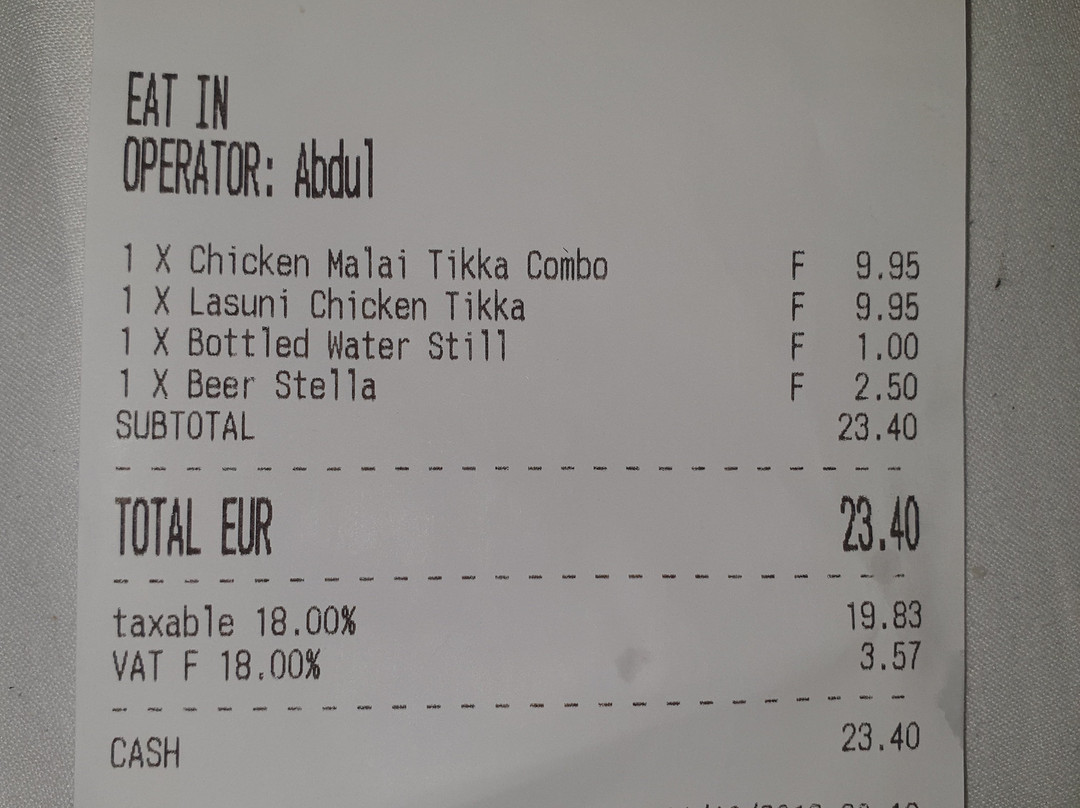 EAT IN
OPERATOR: Abdul
1 X Chicken Malai Tikka Combo F 9.95
1 X Lasuni Chicken Tikka F 9.95
1 X Bottled Water Still F 1.00
1 X Beer Stella F 2.50
SUBTOTAL 23.40
TOTAL EUR 23.40
taxable 18.00% 19.83
VAT F 18.00% 3.57
CASH 23.40